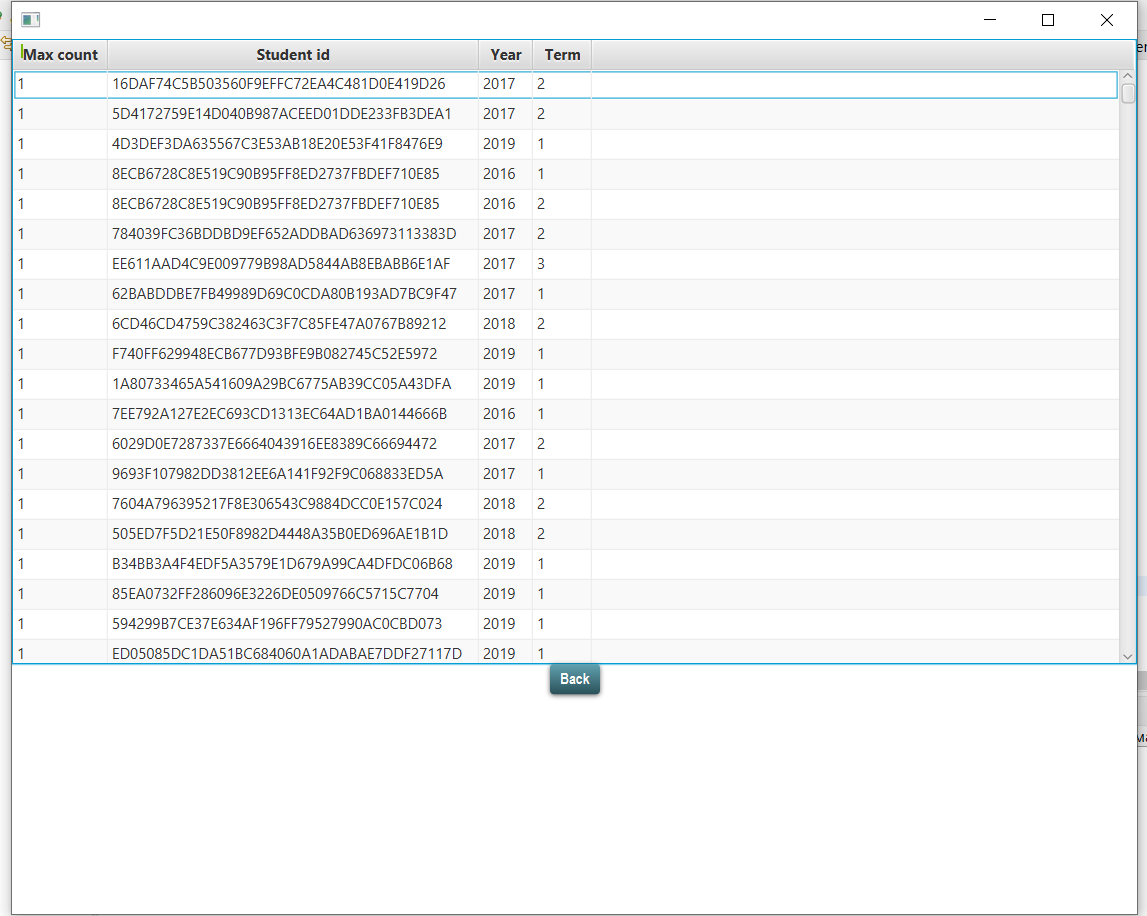 Max count Student id Year Term
1 16DAF74C5B503560F9EFFC72EA4C481D0E419D26 2017 2
1 5D4172759E14D040B987ACEED01DDE233FB3DEA1 2017 2
1 4D3DEF3DA635567C3E53AB18E20E53F41F8476E9 2019 1
1 8ECB6728C8E519C90B95FF8ED2737FBDEF710E85 2016 1
1 8ECB6728C8E519C90B95FF8ED2737FBDEF710E85 2016 2
1 784039FC36BDDBD9EF652ADDBAD636973113383D 2017 2
1 EE611AAD4C9E009779B98AD5844AB8EBABB6E1AF 2017 3
1 62BABDDBE7FB49989D69C0CDA80B193AD7BC9F47 2017 1
1 6CD46CD4759C382463C3F7C85FE47A0767B89212 2018 2
1 F740FF629948ECB677D93BFE9B082745C52E5972 2019 1
1 1A80733465A541609A29BC6775AB39CC05A43DFA 2019 1
1 7EE792A127E2EC693CD1313EC64AD1BA0144666B 2016 1
1 6029D0E7287337E6664043916EE8389C66694472 2017 2
1 9693F107982DD3812EE6A141F92F9C068833ED5A 2017 1
1 7604A796395217F8E306543C9884DCC0E157C024 2018 2
1 505ED7F5D21E50F8982D4448A35B0ED696AE1B1D 2018 2
1 B34BB3A4F4EDF5A3579E1D679A99CA4DFDC06B68 2019 1
1 85EA0732FF286096E3226DE0509766C5715C7704 2019 1
1 594299B7CE37E634AF196FF79527990AC0CBD073 2019 1
1 ED05085DC1DA51BC684060A1ADABAE7DDF27117D 2019 1
Back